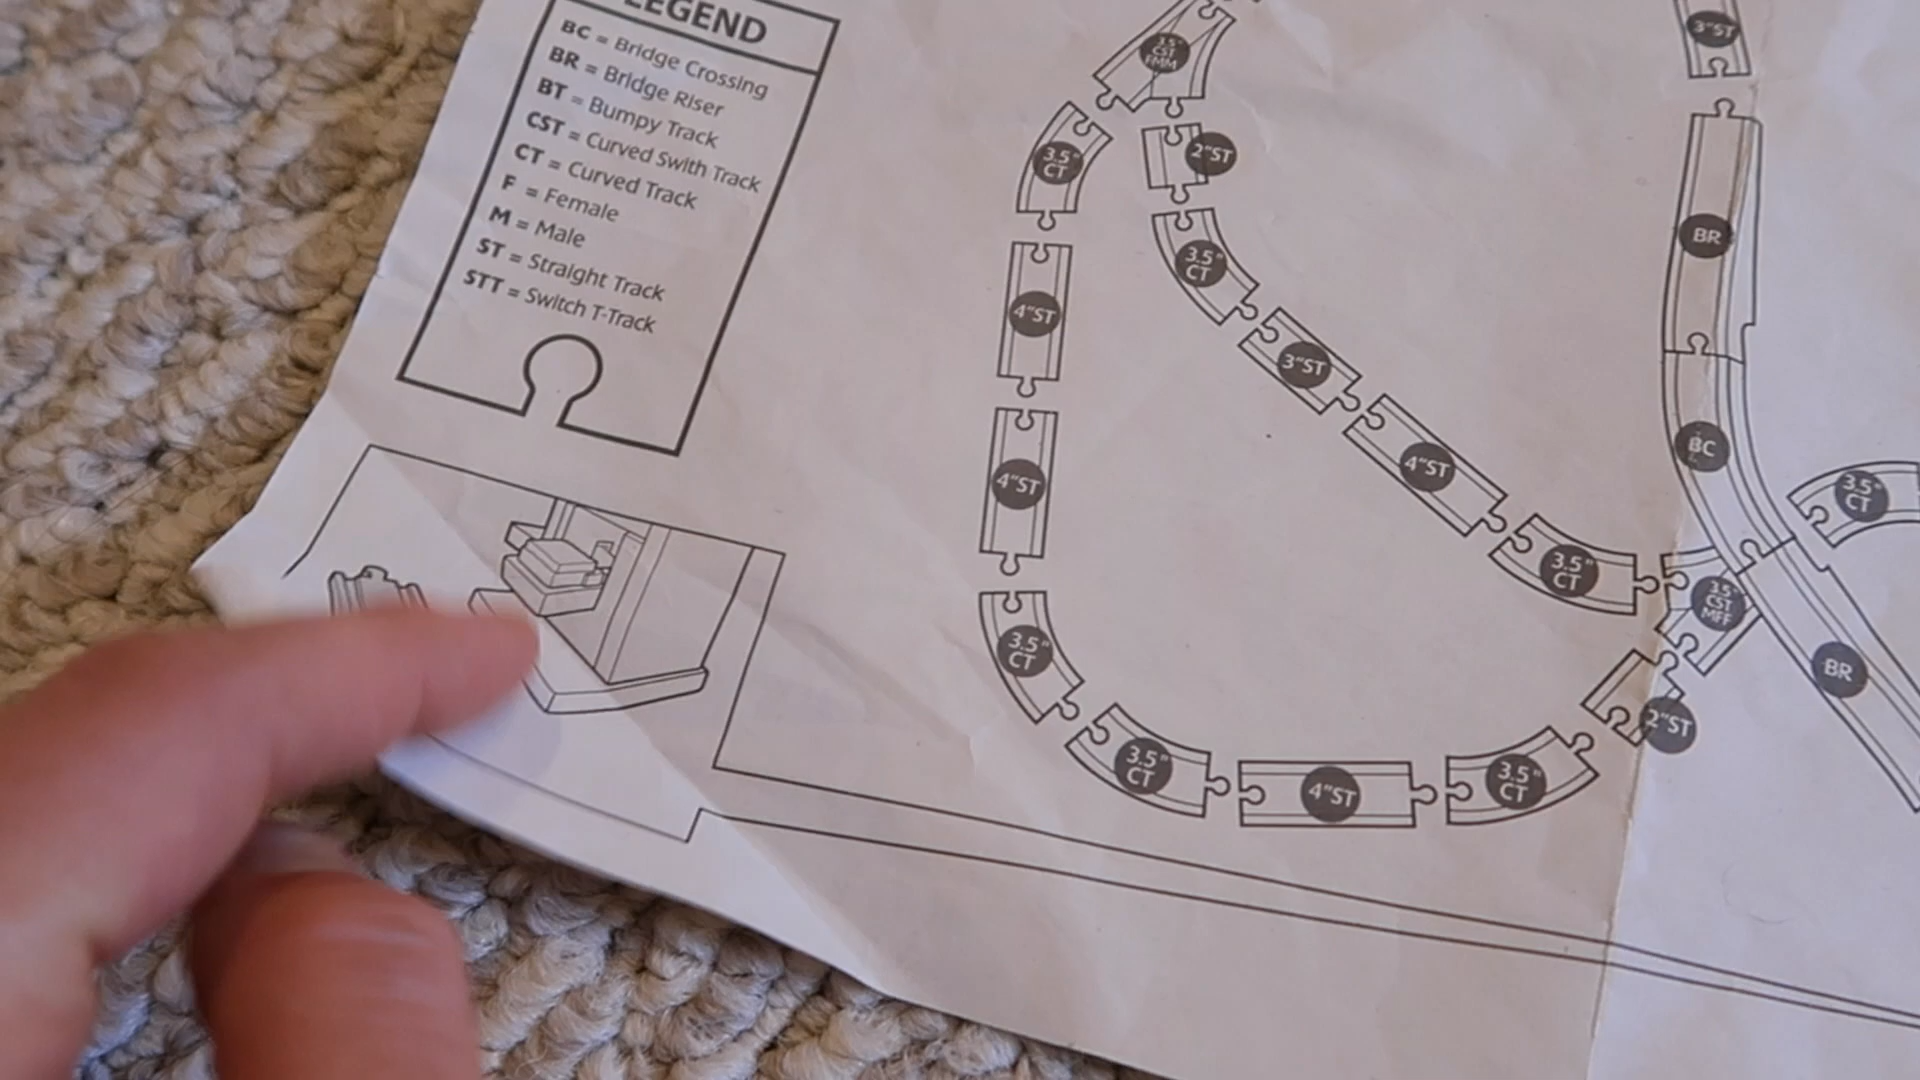 LEGEND
BC = Bridge Crossing
BR = Bridge Riser
BT = Bumpy Track
CST = Curved Swith Track
CT = Curved Track
F = Female
M = Male
ST = Straight Track
STT = Switch T-Track
3.5"
CST
FMM
3"ST
3.5"
CT
2"ST
BR
3.5"
CT
4"ST
3"ST
4"ST
BC
4"ST
3.5"
CT
3.5"
CT
3.5"
CST
MFF
3.5"
CT
BR
2"ST
3.5"
CT
4"ST
3.5"
CT